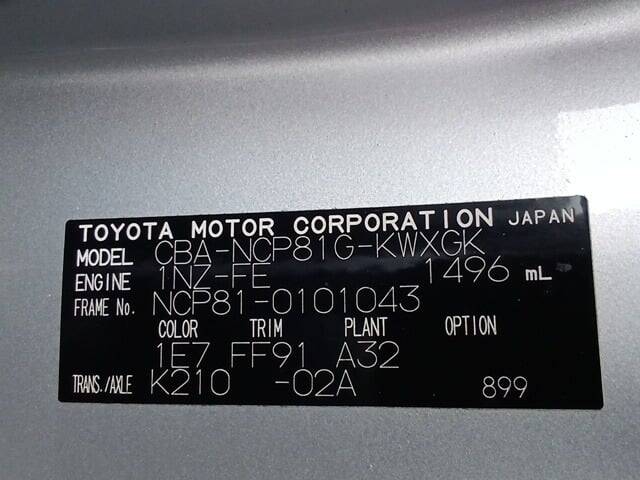 TOYOTA MOTOR CORPORATION JAPAN
MODEL CBA-NCP81G-KWXGK
ENGINE 1NZ-FE 1496 mL
FRAME No. NCP81-0101043
COLOR TRIM PLANT OPTION
1E7 FF91 A32
TRANS./AXLE K210 -02A 899